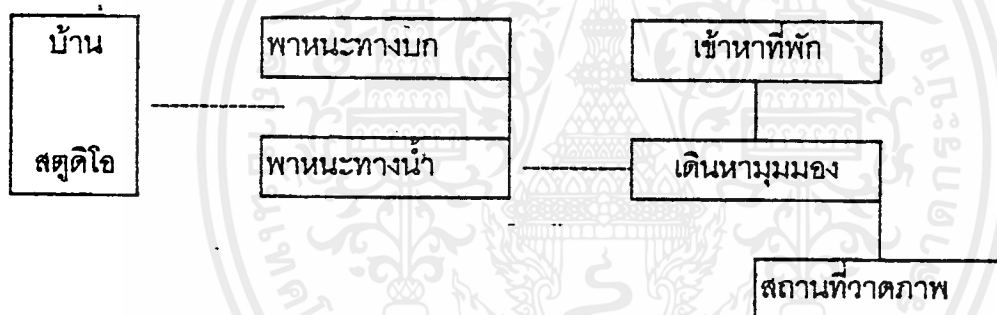 บ้าน
สตูดิโอ
พาหนะทางบก
พาหนะทางน้ำ
เข้าหาที่พัก
เดินหามุมมอง
สถานที่วาดภาพ